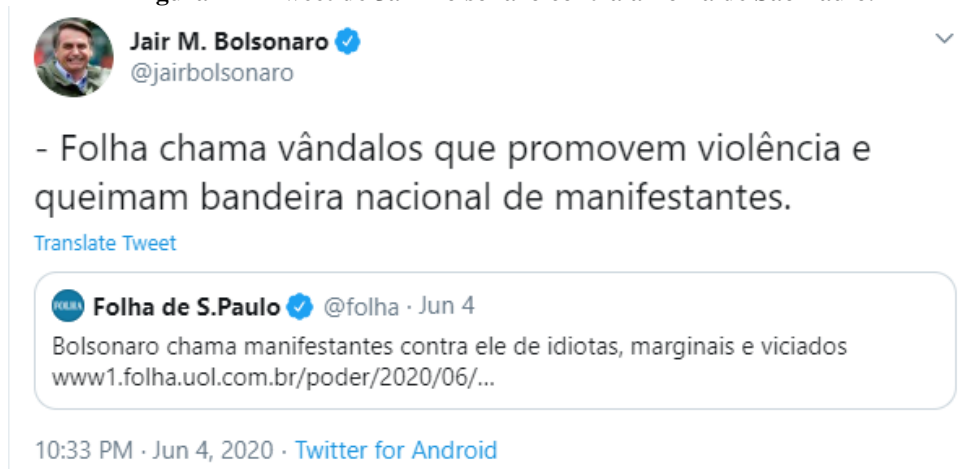 Jair M. Bolsonaro
@jairbolsonaro
- Folha chama vândalos que promovem violência e
queimam bandeira nacional de manifestantes.
Translate Tweet
FOLHA Folha de S.Paulo @folha · Jun 4
Bolsonaro chama manifestantes contra ele de idiotas, marginais e viciados
www1.folha.uol.com.br/poder/2020/06/...
10:33 PM · Jun 4, 2020 · Twitter for Android